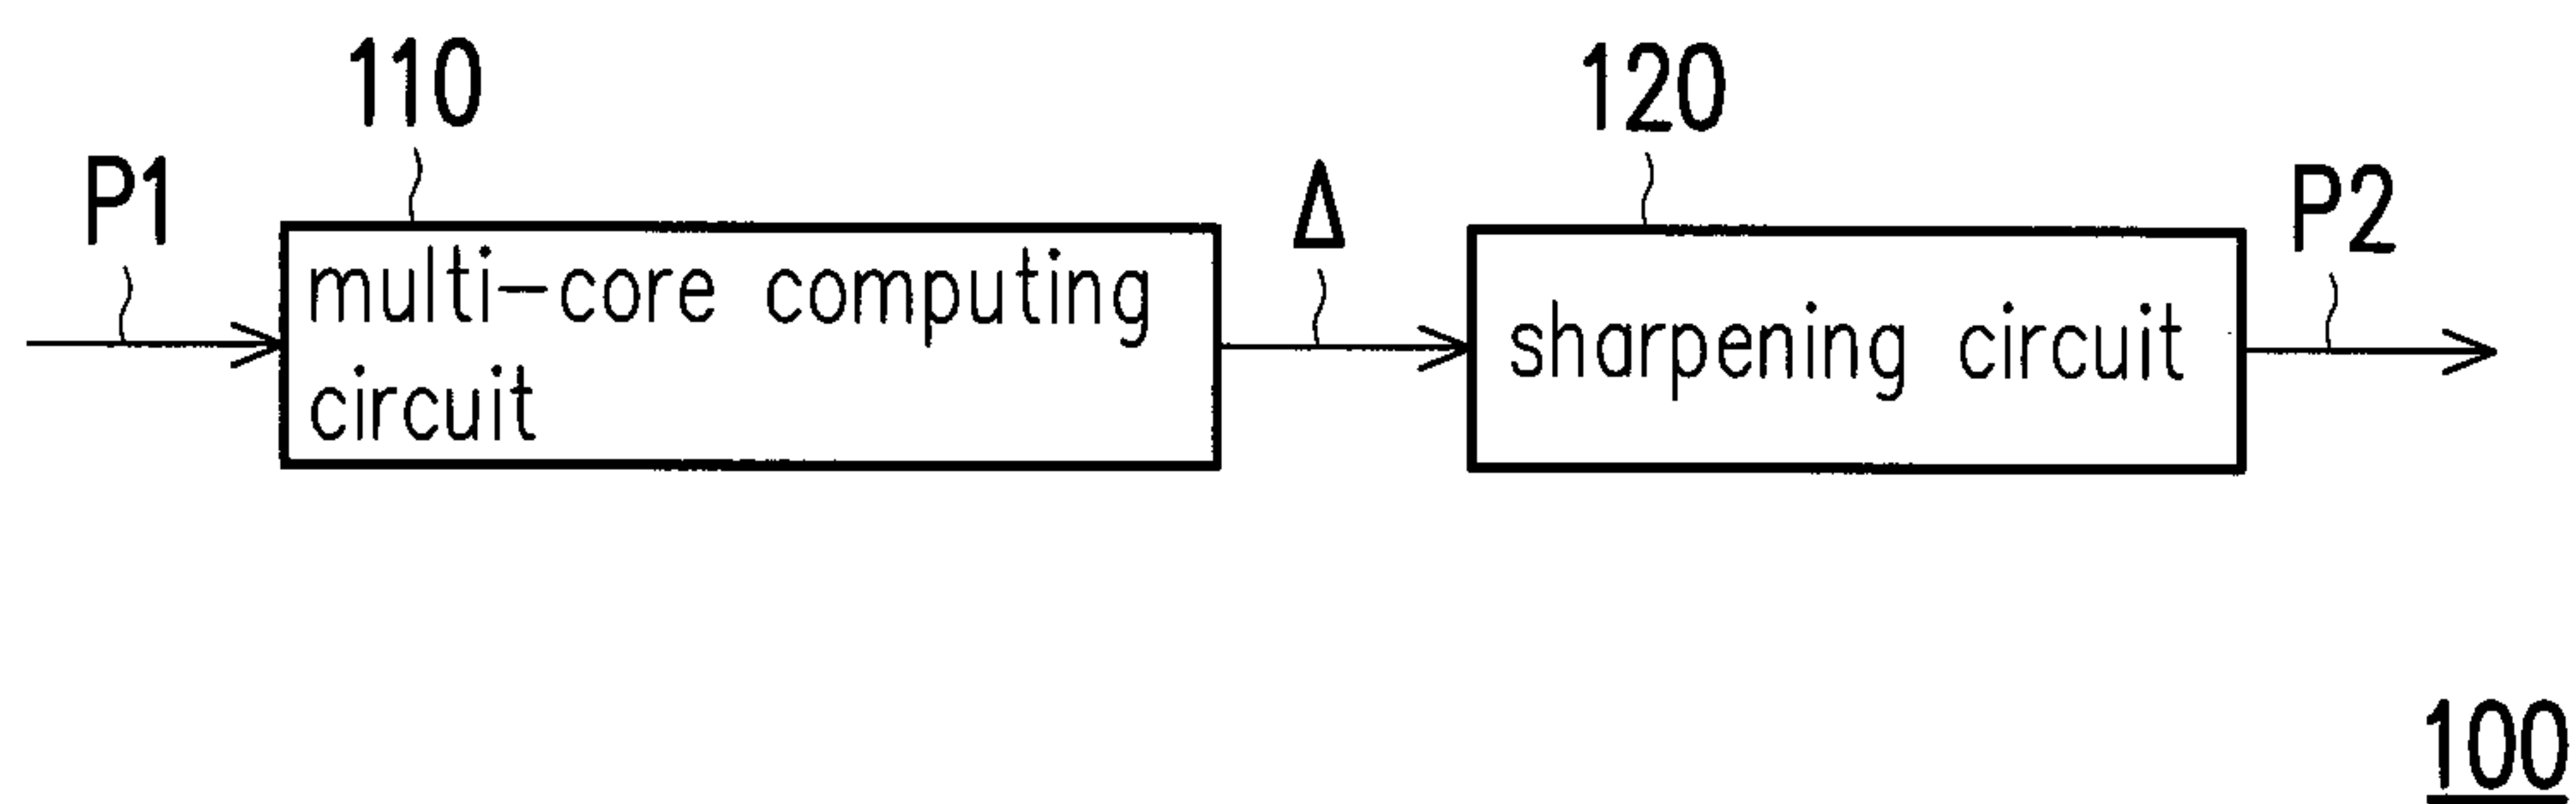 110
120
P1
Δ
P2
multi-core computing
circuit
sharpening circuit
100